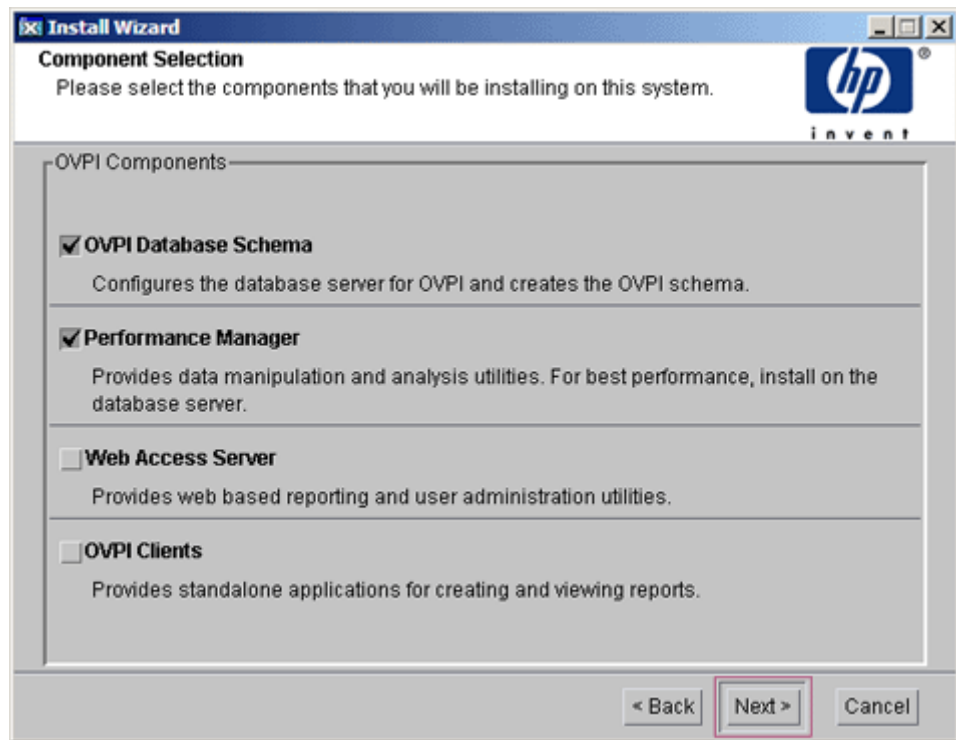 Install Wizard
Component Selection
Please select the components that you will be installing on this system.
hp
®
invent
OVPI Components
OVPI Database Schema
Configures the database server for OVPI and creates the OVPI schema.
Performance Manager
Provides data manipulation and analysis utilities. For best performance, install on the
database server.
Web Access Server
Provides web based reporting and user administration utilities.
OVPI Clients
Provides standalone applications for creating and viewing reports.
< Back
Next >
Cancel